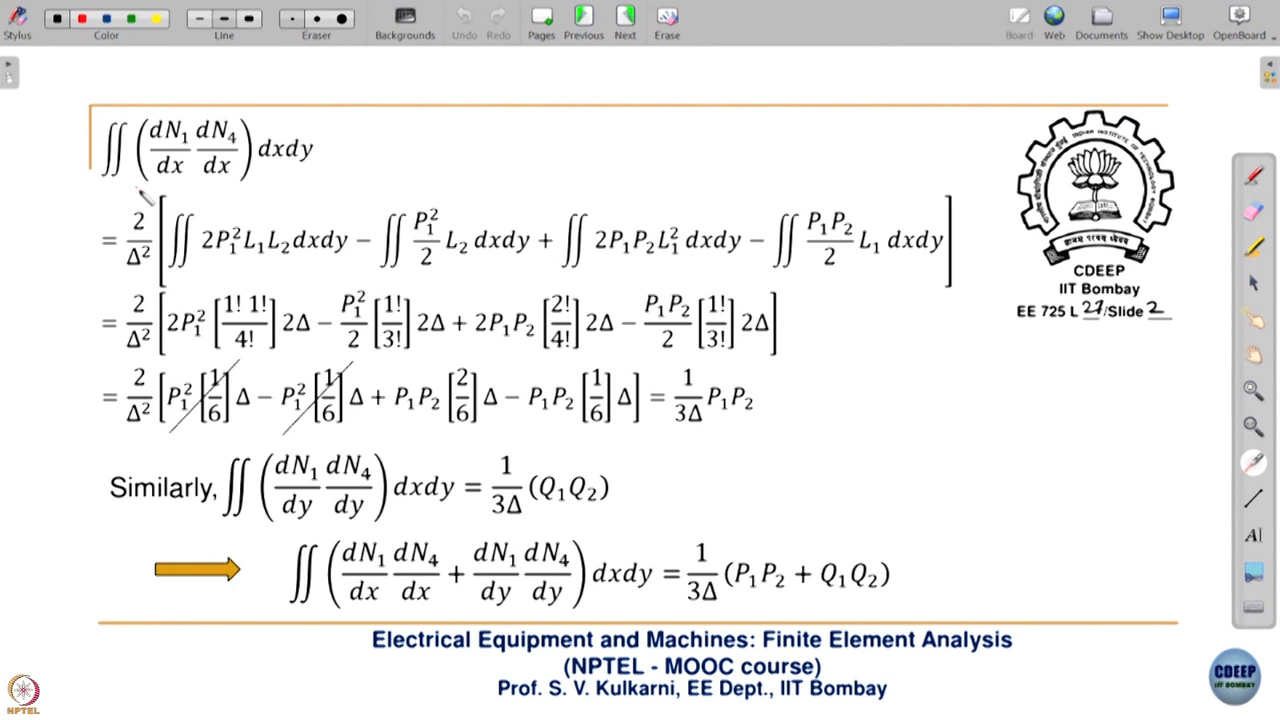 Stylus
Color
Line
Eraser
Backgrounds
Undo
Redo
Pages
Previous
Next
Erase
Board
Web
Documents
Show Desktop
OpenBoard
∬ (dN₁/dx dN₄/dx) dxdy
= 2/Δ² [∬ 2P₁²L₁L₂dxdy − ∬ P₁²/2 L₂ dxdy + ∬ 2P₁P₂L₁² dxdy − ∬ P₁P₂/2 L₁ dxdy]
= 2/Δ² [2P₁² [1! 1!/4!] 2Δ − P₁²/2 [1!/3!] 2Δ + 2P₁P₂ [2!/4!] 2Δ − P₁P₂/2 [1!/3!] 2Δ]
= 2/Δ² [P₁² [1/6] Δ − P₁² [1/6] Δ + P₁P₂ [2/6] Δ − P₁P₂ [1/6] Δ] = 1/3Δ P₁P₂
Similarly, ∬ (dN₁/dy dN₄/dy) dxdy = 1/3Δ (Q₁Q₂)
∬ (dN₁/dx dN₄/dx + dN₁/dy dN₄/dy) dxdy = 1/3Δ (P₁P₂ + Q₁Q₂)
CDEEP
IIT Bombay
EE 725 L 27/Slide 2
Electrical Equipment and Machines: Finite Element Analysis
(NPTEL - MOOC course)
Prof. S. V. Kulkarni, EE Dept., IIT Bombay
NPTEL
CDEEP
IIT BOMBAY